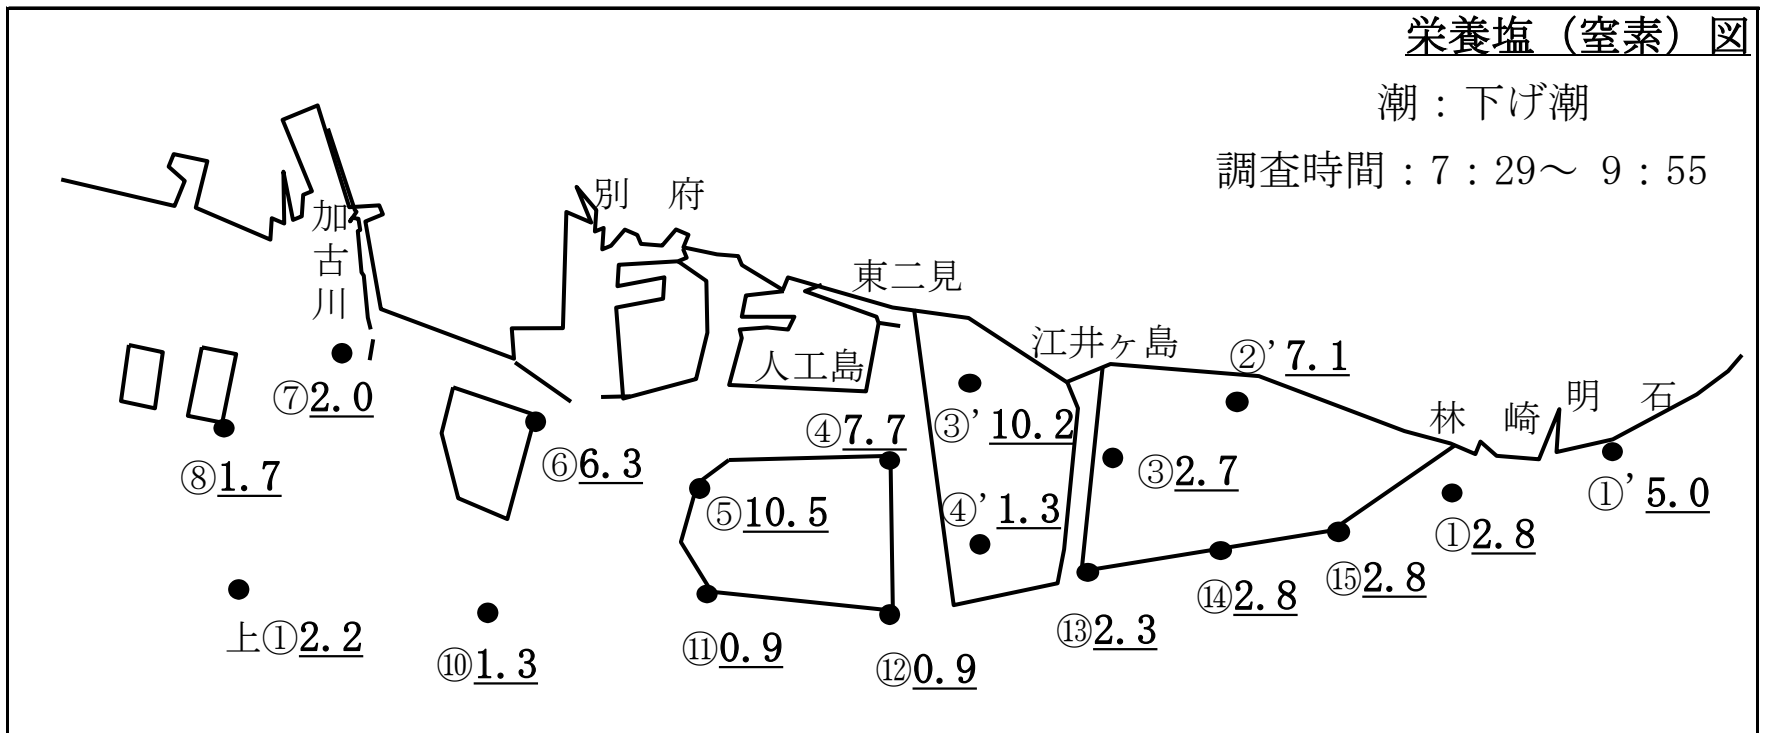 栄養塩（窒素）図
潮：下げ潮
調査時間：7：29～ 9：55
別 府
加古川
東二見
江井ヶ島
②’7.1
人工島
林 崎
明 石
⑦2.0
④7.7
③’10.2
⑧1.7
⑥6.3
③2.7
①’5.0
⑤10.5
④’1.3
①2.8
⑮2.8
⑭2.8
上①2.2
⑬2.3
⑩1.3
⑪0.9
⑫0.9